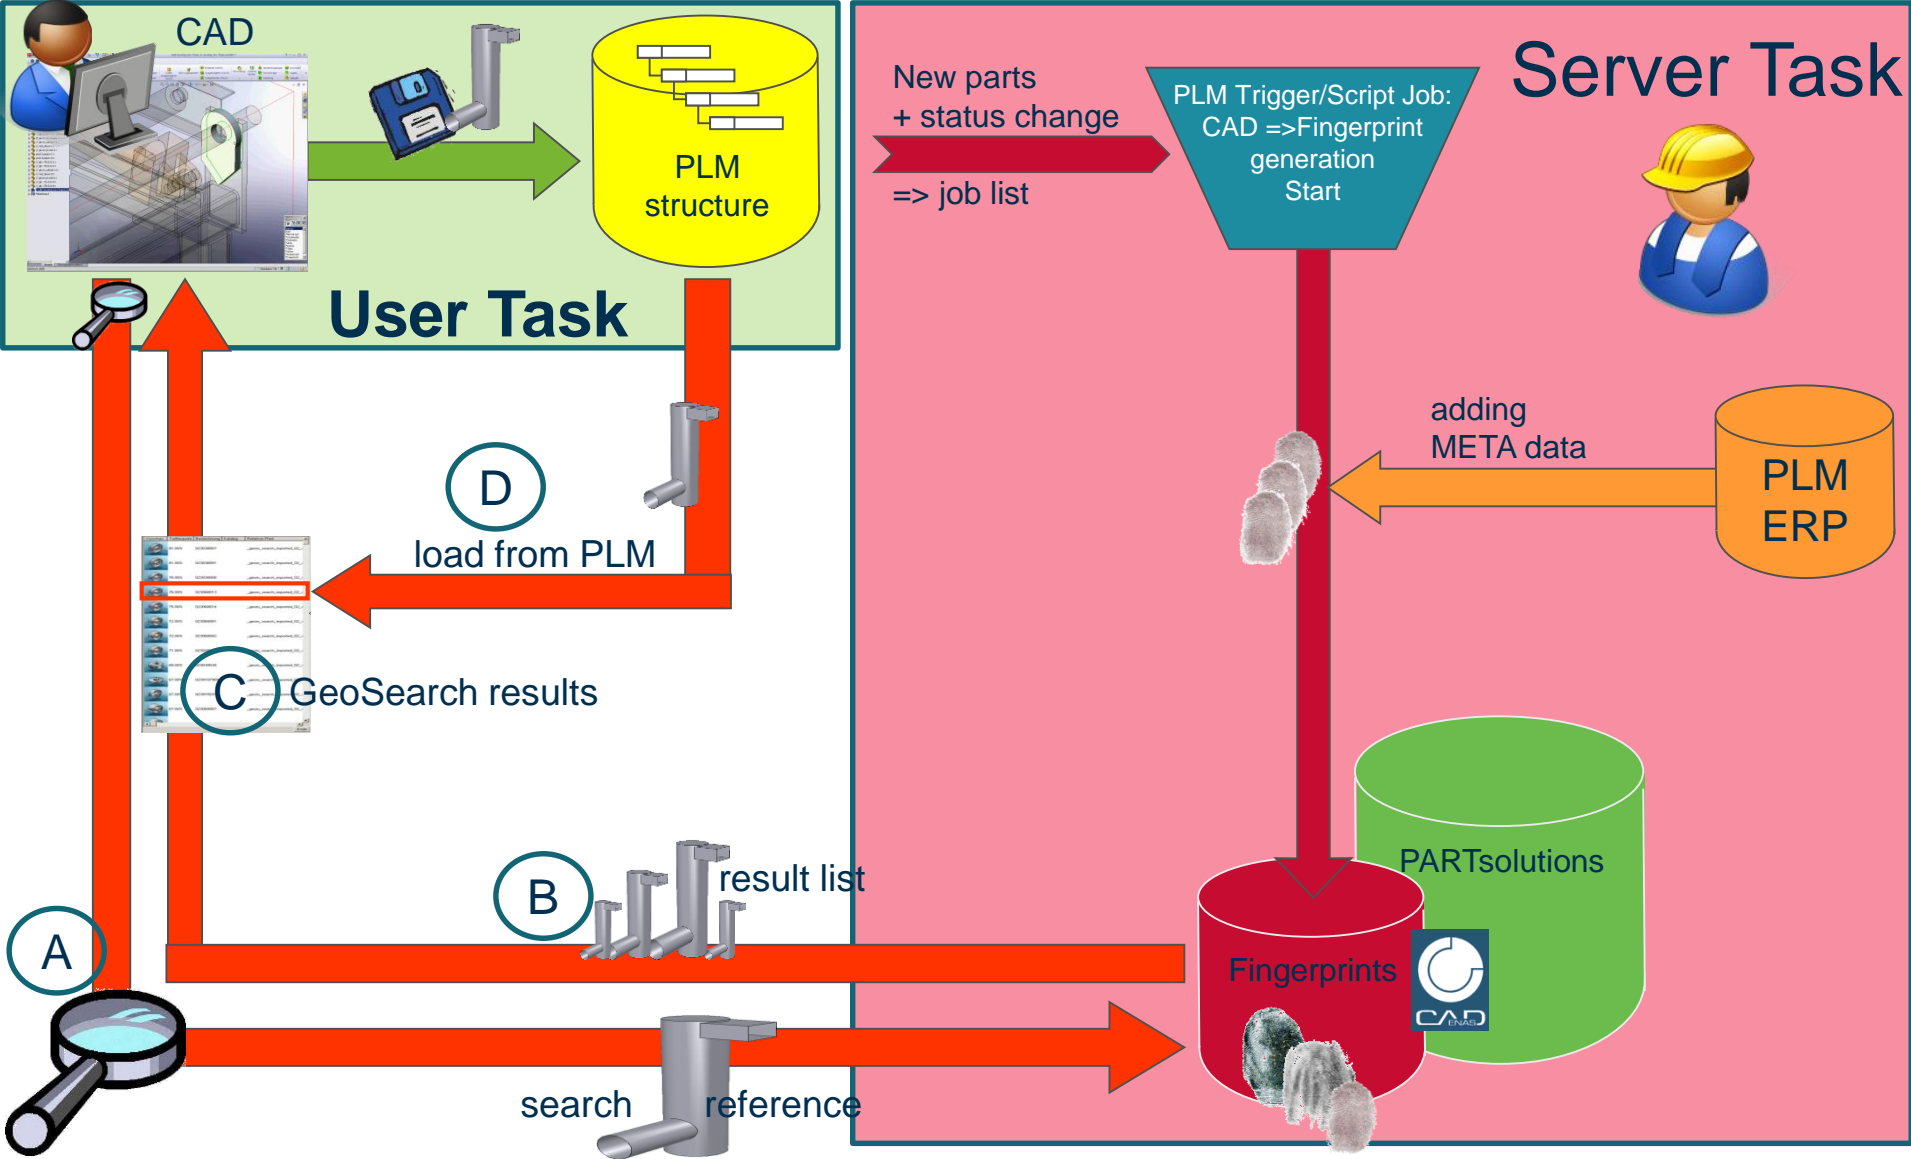 CAD
PLM
structure
User Task
New parts
+ status change
=> job list
PLM Trigger/Script Job:
CAD =>Fingerprint
generation
Start
Server Task
adding
META data
PLM
ERP
D
load from PLM
C
GeoSearch results
B
result list
A
search reference
PARTsolutions
Fingerprints
CADENAS